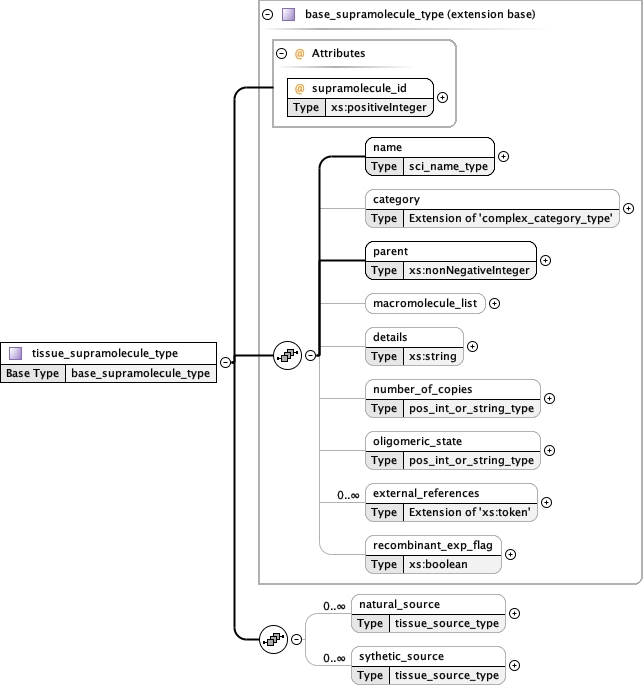 base_supramolecule_type (extension base)
@ Attributes
@ supramolecule_id
Type xs:positiveInteger
name
Type sci_name_type
category
Type Extension of 'complex_category_type'
parent
Type xs:nonNegativeInteger
macromolecule_list
details
Type xs:string
tissue_supramolecule_type
Base Type base_supramolecule_type
number_of_copies
Type pos_int_or_string_type
oligomeric_state
Type pos_int_or_string_type
0..∞ external_references
Type Extension of 'xs:token'
recombinant_exp_flag
Type xs:boolean
0..∞ natural_source
Type tissue_source_type
0..∞ sythetic_source
Type tissue_source_type